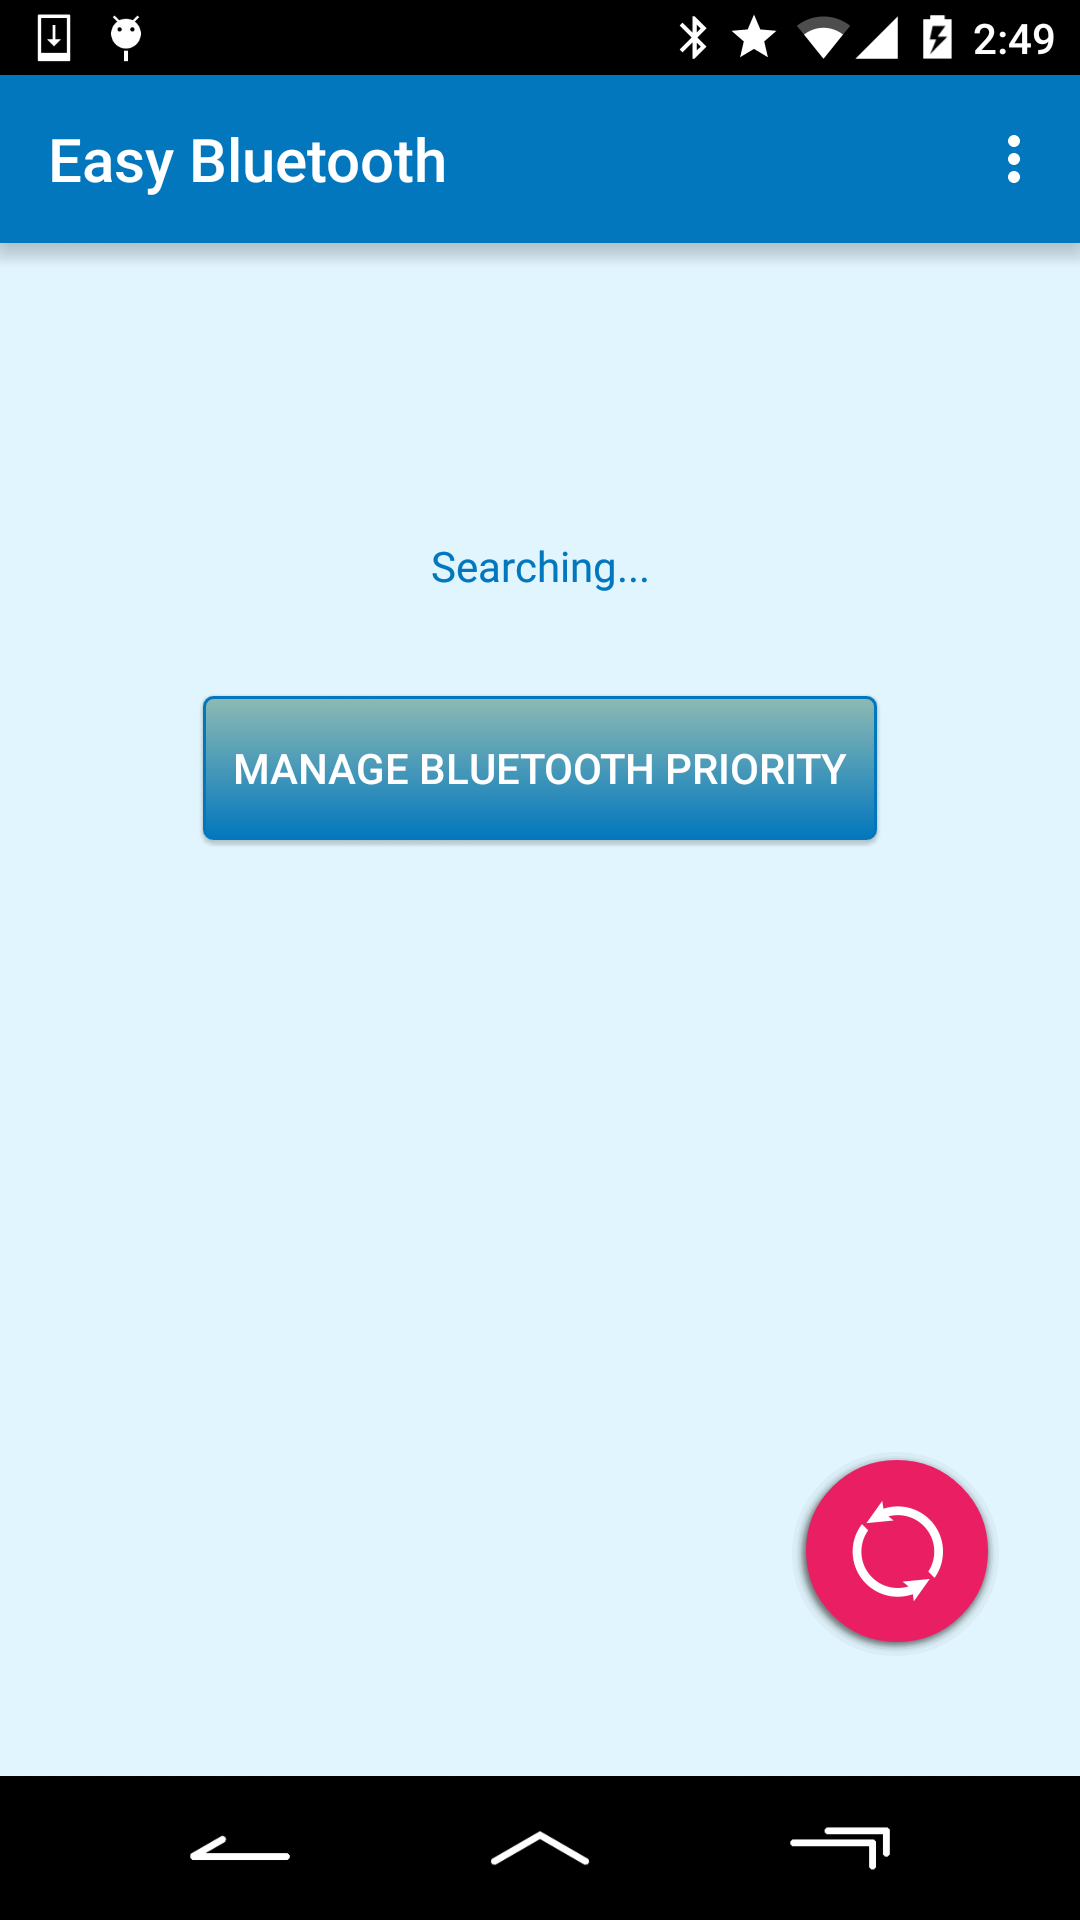 2:49
Easy Bluetooth
Searching...
MANAGE BLUETOOTH PRIORITY